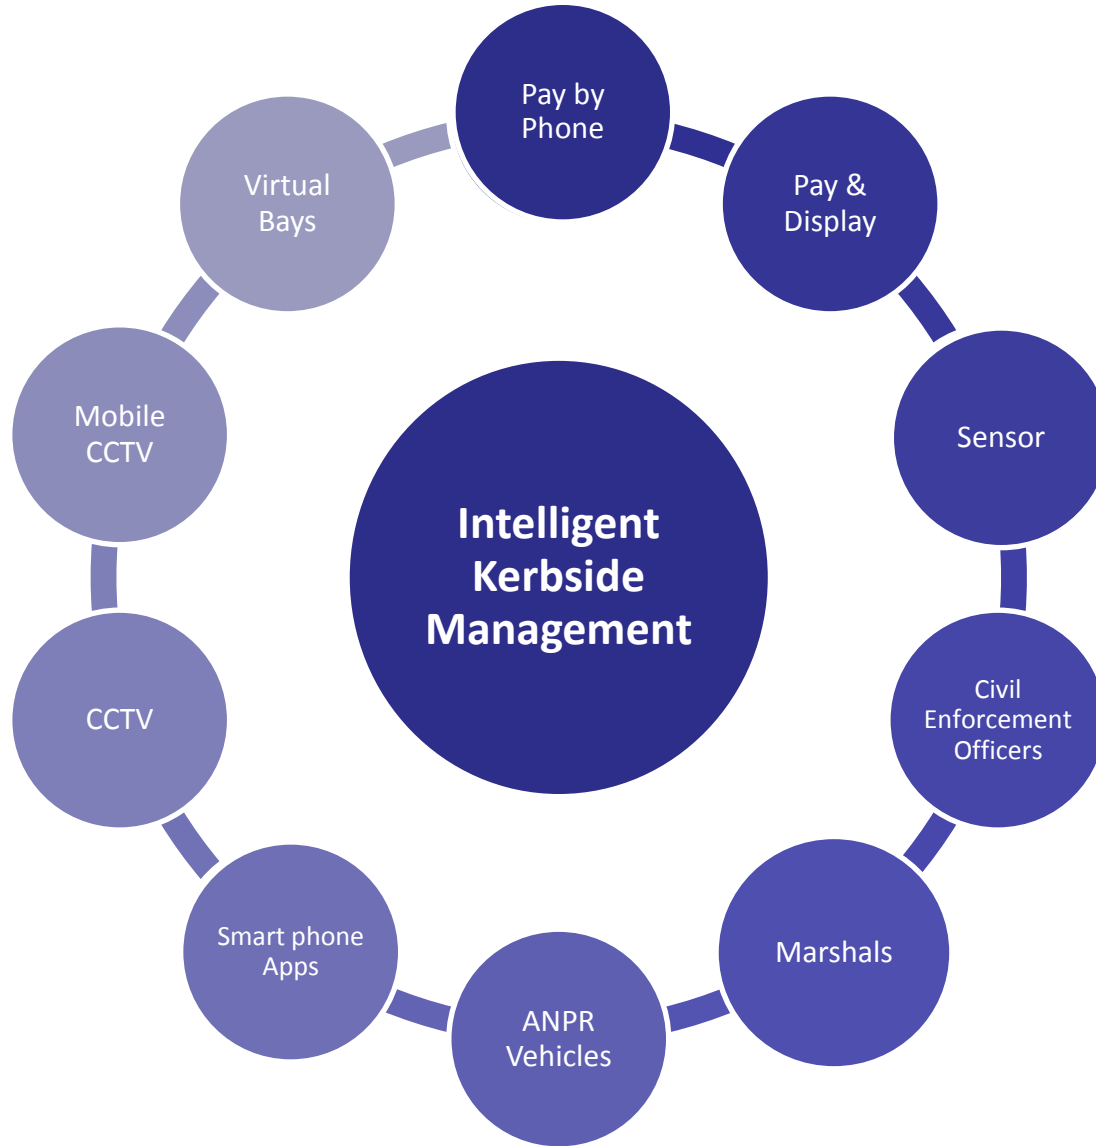 Pay by
Phone
Pay &
Display
Sensor
Civil
Enforcement
Officers
Marshals
ANPR
Vehicles
Smart phone
Apps
CCTV
Mobile
CCTV
Virtual
Bays
Intelligent
Kerbside
Management